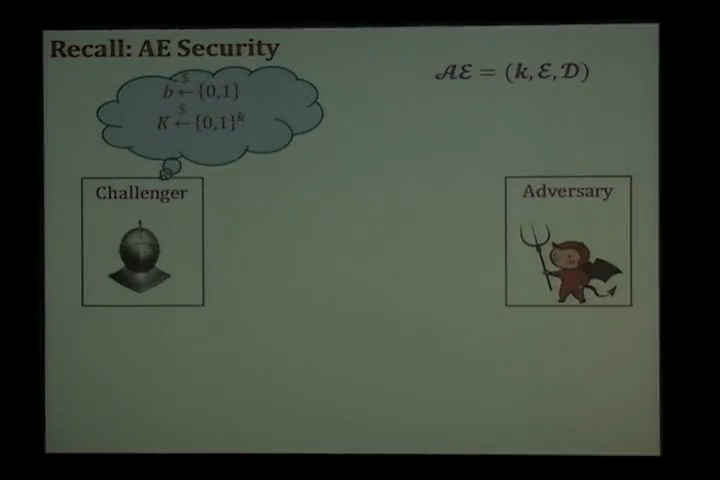 Recall: AE Security
𝒜ℰ = (k, ℰ, 𝒟)
b ←$ {0,1}
K ←$ {0,1}^k
Challenger
Adversary